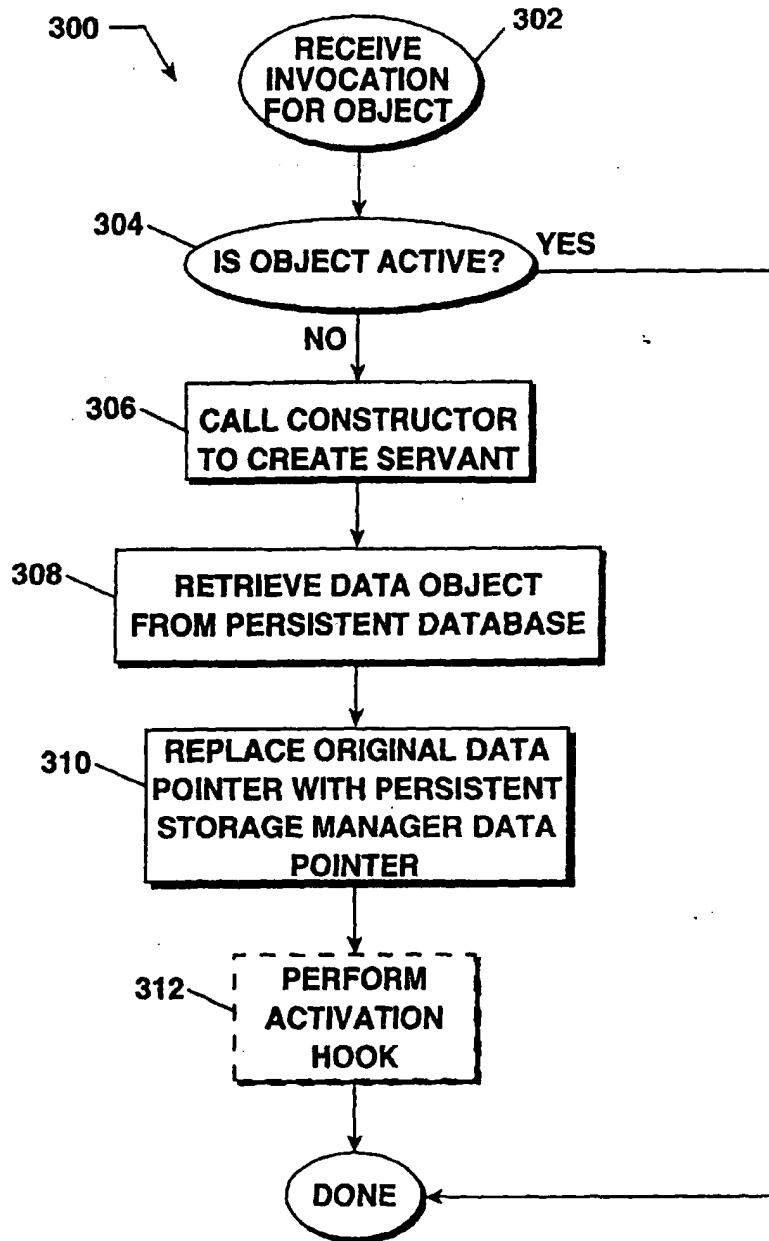 300
302
RECEIVE
INVOCATION
FOR OBJECT
304
IS OBJECT ACTIVE?
YES
NO
306
CALL CONSTRUCTOR
TO CREATE SERVANT
308
RETRIEVE DATA OBJECT
FROM PERSISTENT DATABASE
310
REPLACE ORIGINAL DATA
POINTER WITH PERSISTENT
STORAGE MANAGER DATA
POINTER
312
PERFORM
ACTIVATION
HOOK
DONE